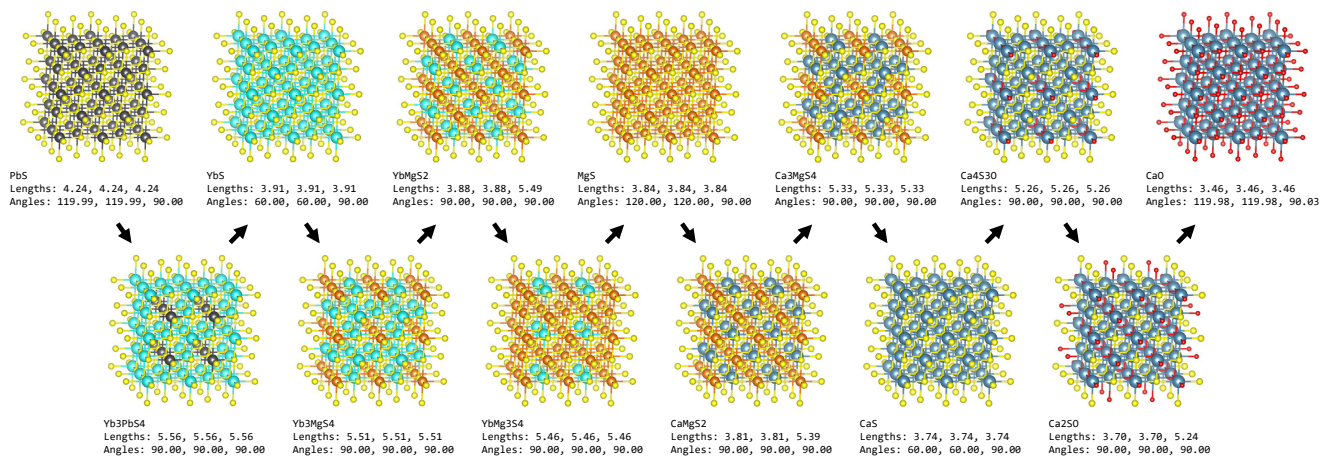 PbS
Lengths: 4.24, 4.24, 4.24
Angles: 119.99, 119.99, 90.00
YbS
Lengths: 3.91, 3.91, 3.91
Angles: 60.00, 60.00, 90.00
YbMgS2
Lengths: 3.88, 3.88, 5.49
Angles: 90.00, 90.00, 90.00
MgS
Lengths: 3.84, 3.84, 3.84
Angles: 120.00, 120.00, 90.00
Ca3MgS4
Lengths: 5.33, 5.33, 5.33
Angles: 90.00, 90.00, 90.00
Ca4S3O
Lengths: 5.26, 5.26, 5.26
Angles: 90.00, 90.00, 90.00
CaO
Lengths: 3.46, 3.46, 3.46
Angles: 119.98, 119.98, 90.03
Yb3PbS4
Lengths: 5.56, 5.56, 5.56
Angles: 90.00, 90.00, 90.00
Yb3MgS4
Lengths: 5.51, 5.51, 5.51
Angles: 90.00, 90.00, 90.00
YbMg3S4
Lengths: 5.46, 5.46, 5.46
Angles: 90.00, 90.00, 90.00
CaMgS2
Lengths: 3.81, 3.81, 5.39
Angles: 90.00, 90.00, 90.00
CaS
Lengths: 3.74, 3.74, 3.74
Angles: 60.00, 60.00, 90.00
Ca2SO
Lengths: 3.70, 3.70, 5.24
Angles: 90.00, 90.00, 90.00